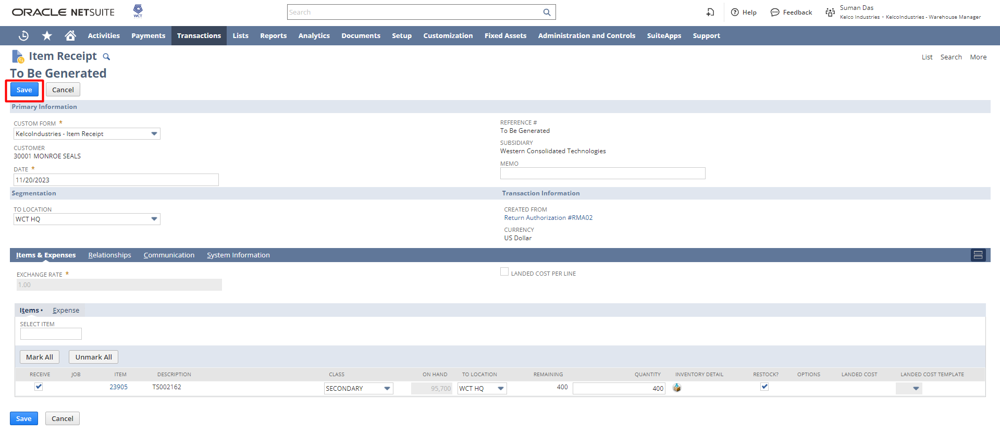 ORACLE NETSUITE
WCT
Search
Help
Feedback
Suman Das
Kelco Industries - KelcoIndustries - Warehouse Manager
Activities Payments Transactions Lists Reports Analytics Documents Setup Customization Fixed Assets Administration and Controls SuiteApps Support
Item Receipt
List Search More
To Be Generated
Save Cancel
Primary Information
CUSTOM FORM *
KelcoIndustries - Item Receipt
CUSTOMER
30001 MONROE SEALS
DATE *
11/20/2023
REFERENCE #
To Be Generated
SUBSIDIARY
Western Consolidated Technologies
MEMO
Segmentation
TO LOCATION
WCT HQ
Transaction Information
CREATED FROM
Return Authorization #RMA02
CURRENCY
US Dollar
Items & Expenses Relationships Communication System Information
EXCHANGE RATE *
1.00
LANDED COST PER LINE
Items • Expense
SELECT ITEM
Mark All Unmark All
RECEIVE JOB ITEM DESCRIPTION CLASS ON HAND TO LOCATION REMAINING QUANTITY INVENTORY DETAIL RESTOCK? OPTIONS LANDED COST LANDED COST TEMPLATE
23905 TS002162 SECONDARY 95,700 WCT HQ 400 400
Save Cancel